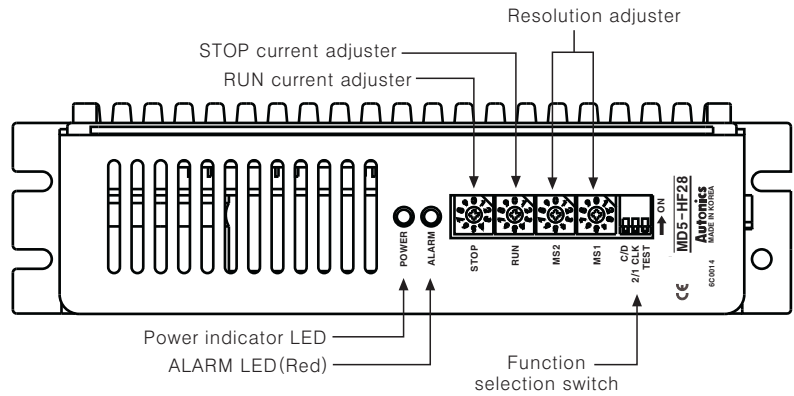 Resolution adjuster
STOP current adjuster
RUN current adjuster
POWER
ALARM
STOP
RUN
MS2
MS1
C/D
2/1 CLK
TEST
ON
MD5-HF28
Autonics
MADE IN KOREA
6C0014
CE
Power indicator LED
ALARM LED(Red)
Function
selection switch